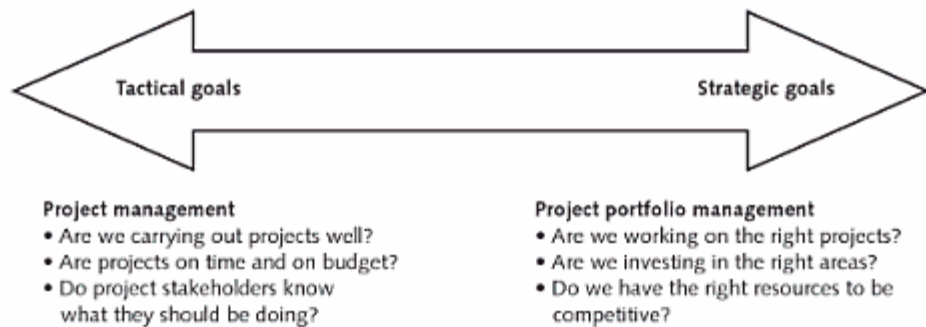 Tactical goals
Strategic goals
Project management
• Are we carrying out projects well?
• Are projects on time and on budget?
• Do project stakeholders know
what they should be doing?
Project portfolio management
• Are we working on the right projects?
• Are we investing in the right areas?
• Do we have the right resources to be
competitive?